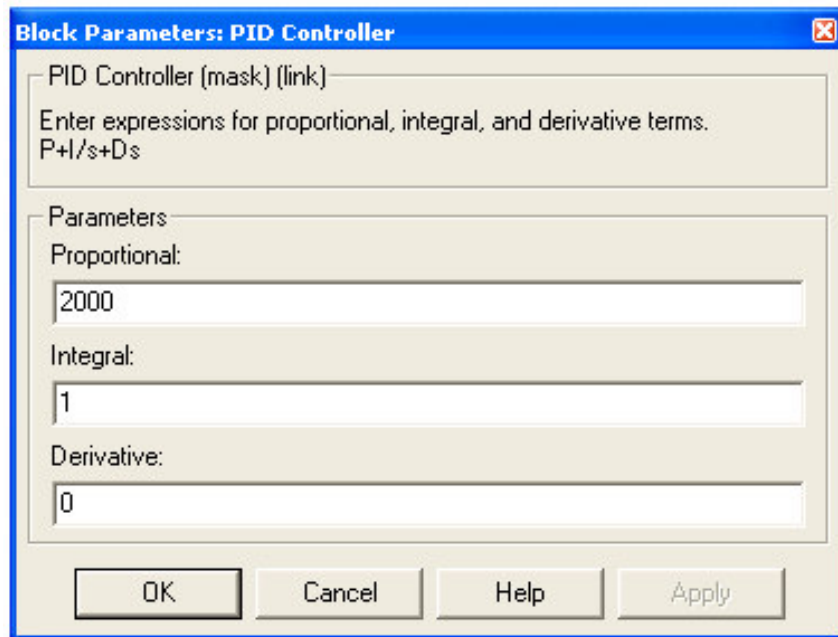 Block Parameters: PID Controller
PID Controller (mask) (link)
Enter expressions for proportional, integral, and derivative terms.
P+I/s+Ds
Parameters
Proportional:
2000
Integral:
1
Derivative:
0
OK Cancel Help Apply